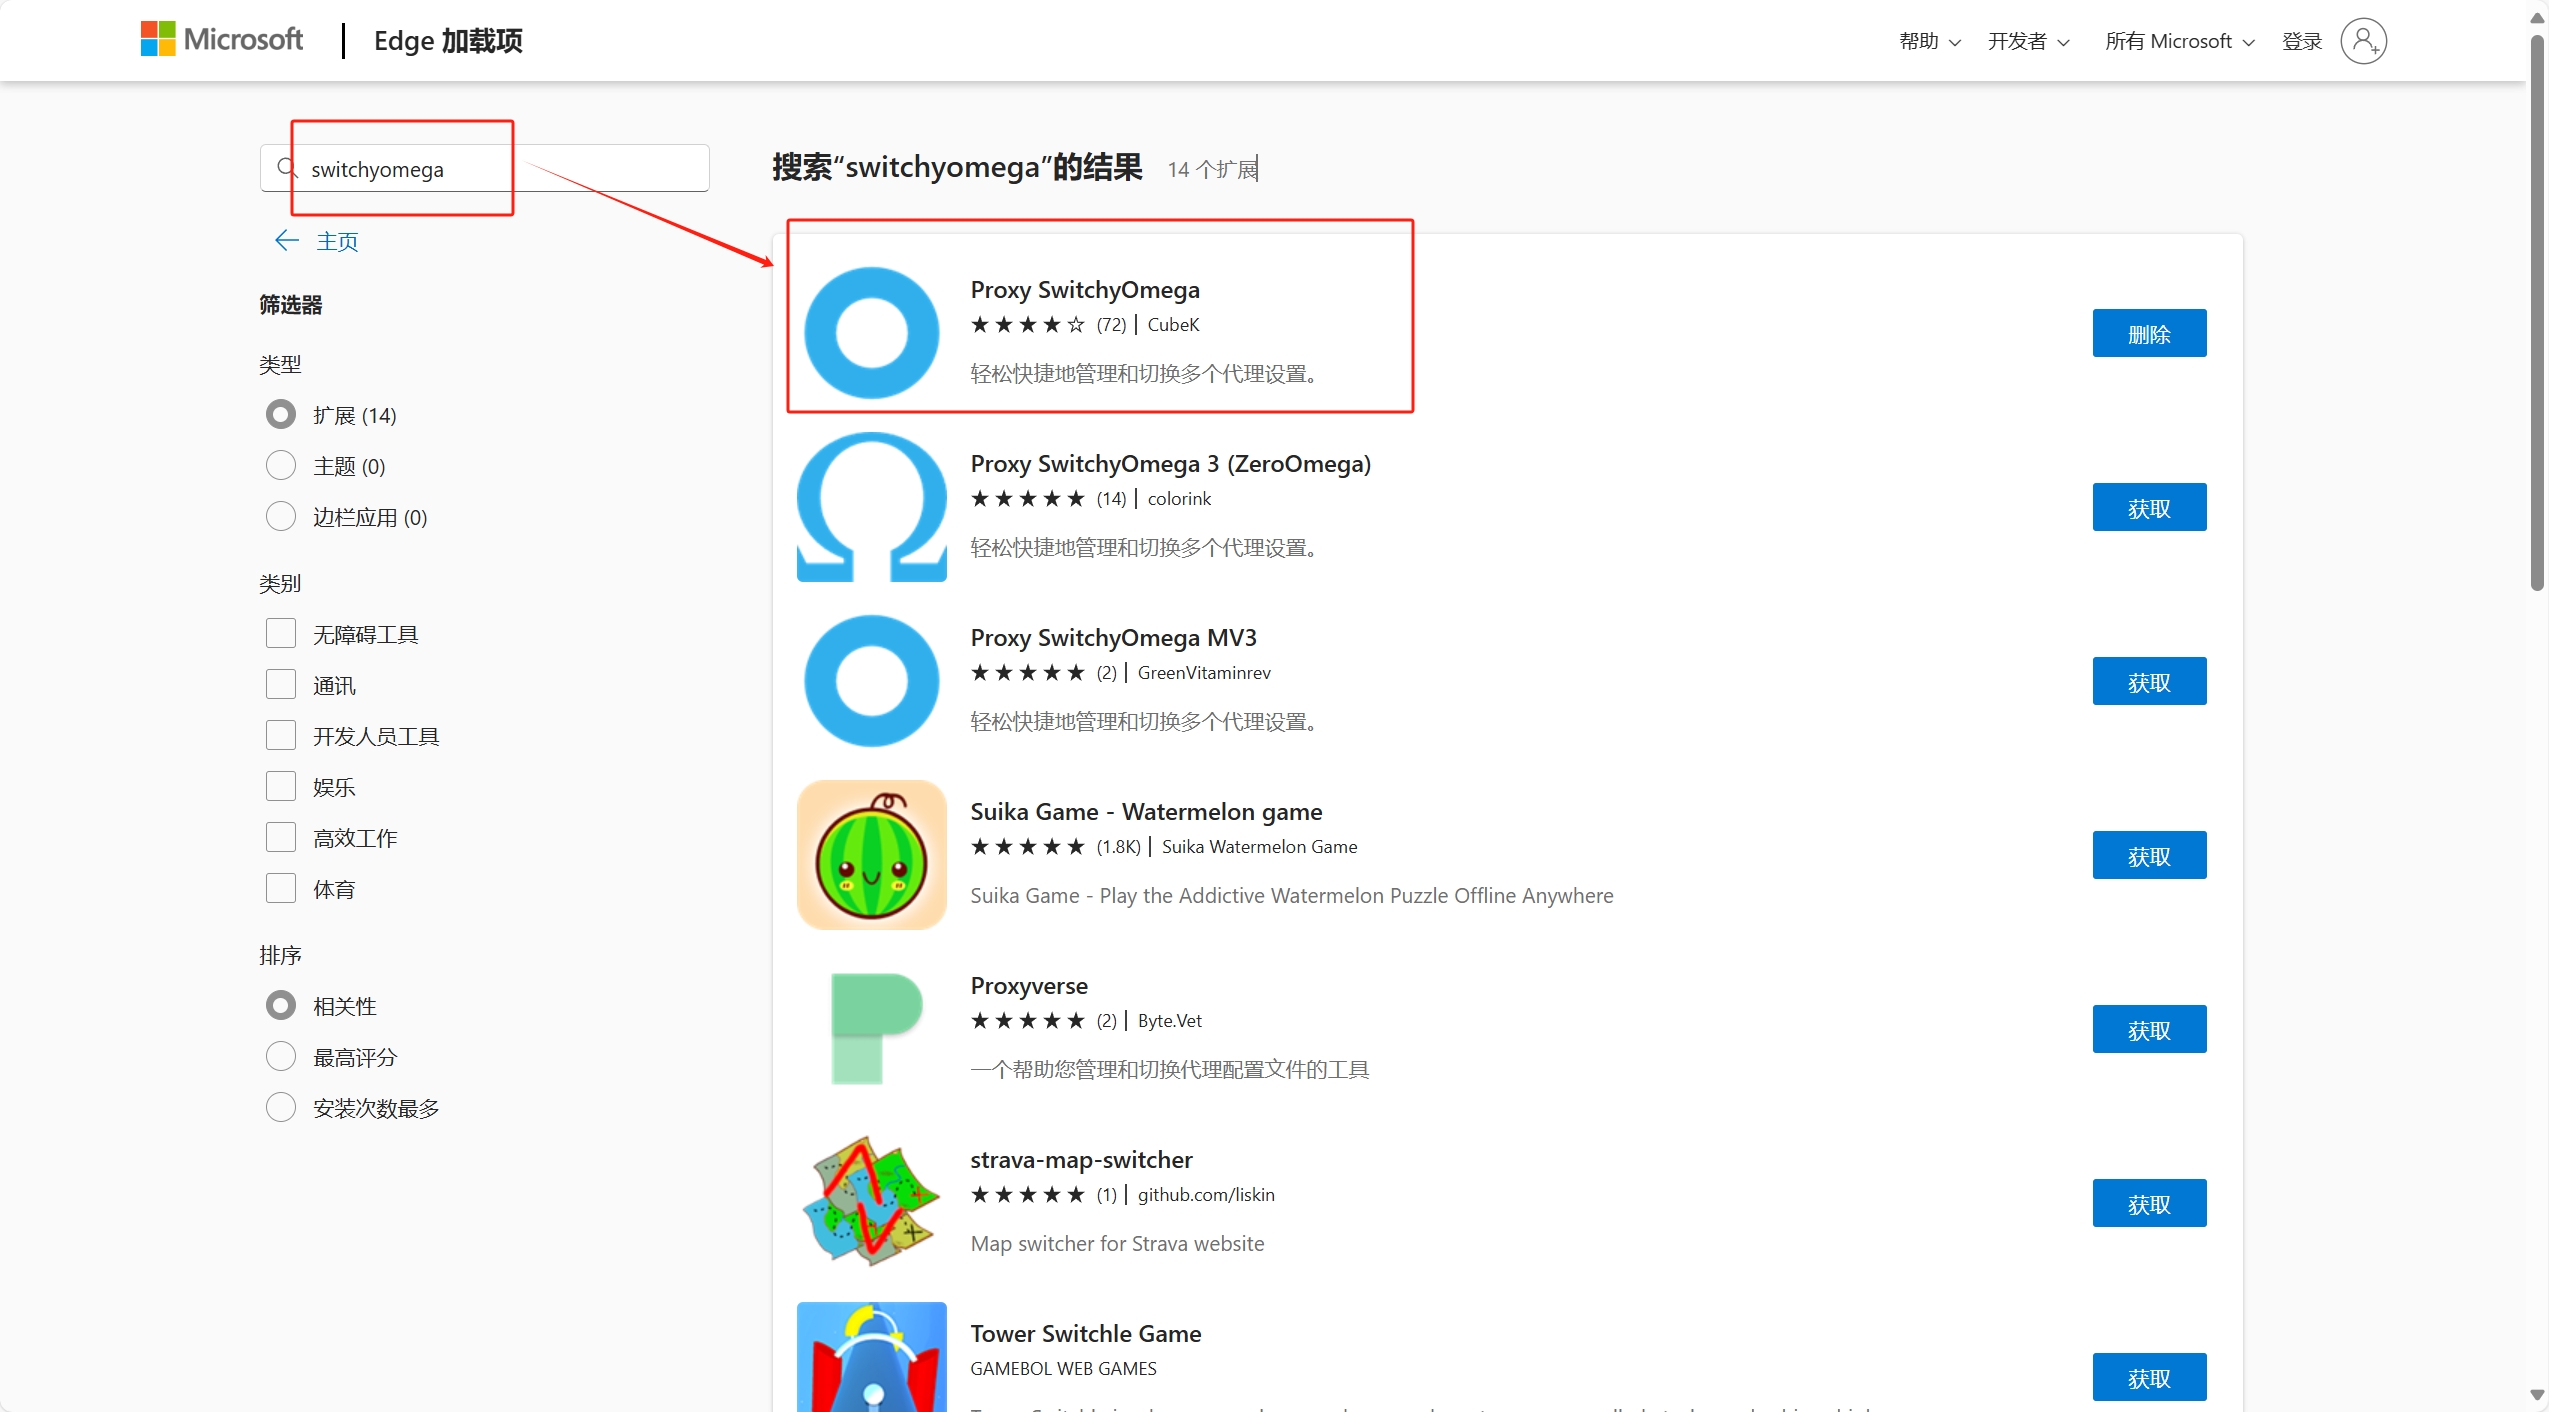 Microsoft
Edge 加载项
帮助
开发者
所有 Microsoft
登录
switchyomega
主页
筛选器
类型
扩展 (14)
主题 (0)
边栏应用 (0)
类别
无障碍工具
通讯
开发人员工具
娱乐
高效工作
体育
排序
相关性
最高评分
安装次数最多
搜索“switchyomega”的结果 14 个扩展
Proxy SwitchyOmega
★★★★☆ (72) | CubeK
轻松快捷地管理和切换多个代理设置。
删除
Proxy SwitchyOmega 3 (ZeroOmega)
★★★★★ (14) | colorink
轻松快捷地管理和切换多个代理设置。
获取
Proxy SwitchyOmega MV3
★★★★★ (2) | GreenVitaminrev
轻松快捷地管理和切换多个代理设置。
获取
Suika Game - Watermelon game
★★★★★ (1.8K) | Suika Watermelon Game
Suika Game - Play the Addictive Watermelon Puzzle Offline Anywhere
获取
Proxyverse
★★★★★ (2) | Byte.Vet
一个帮助您管理和切换代理配置文件的工具
获取
strava-map-switcher
★★★★★ (1) | github.com/liskin
Map switcher for Strava website
获取
Tower Switchle Game
GAMEBOL WEB GAMES
获取